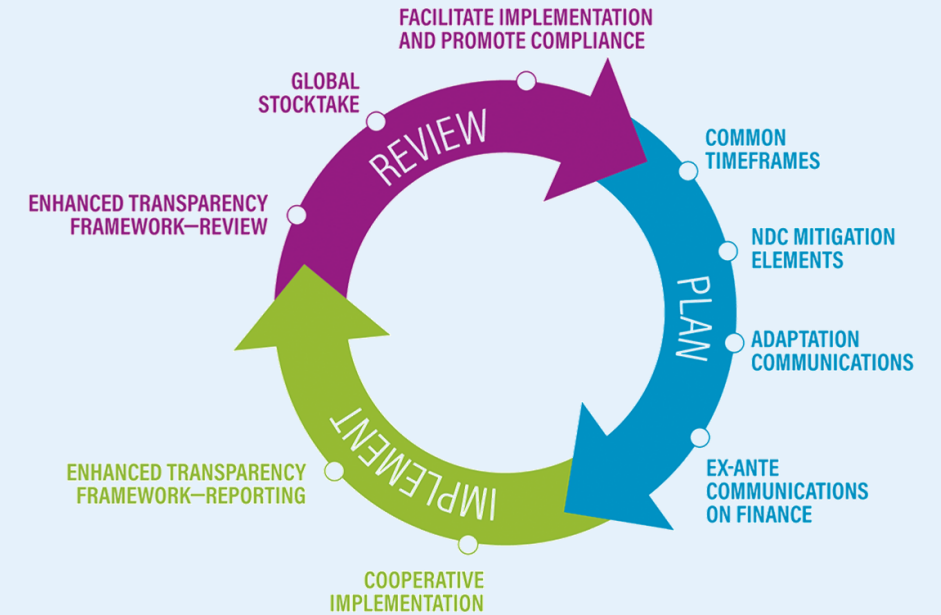 FACILITATE IMPLEMENTATION
AND PROMOTE COMPLIANCE
GLOBAL
STOCKTAKE
ENHANCED TRANSPARENCY
FRAMEWORK—REVIEW
REVIEW
COMMON
TIMEFRAMES
NDC MITIGATION
ELEMENTS
ADAPTATION
COMMUNICATIONS
EX-ANTE
COMMUNICATIONS
ON FINANCE
PLAN
COOPERATIVE
IMPLEMENTATION
ENHANCED TRANSPARENCY
FRAMEWORK—REPORTING
IMPLEMENT